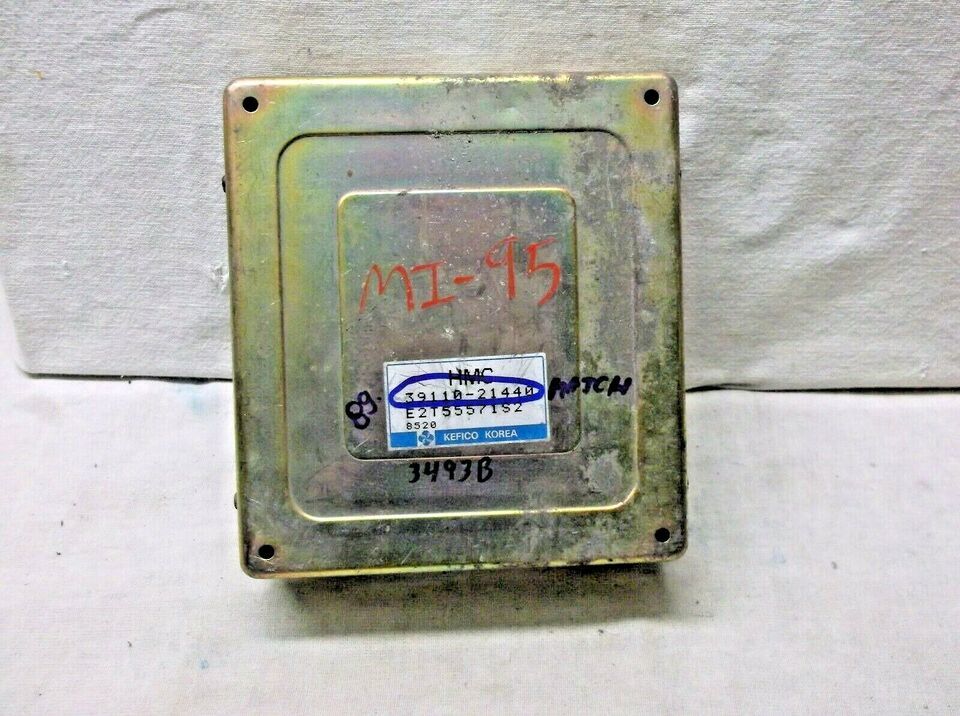 MI-95
HMC
89. 39110-21440 MATCH
E2T55571S2
8520
KEFICO KOREA
3493B